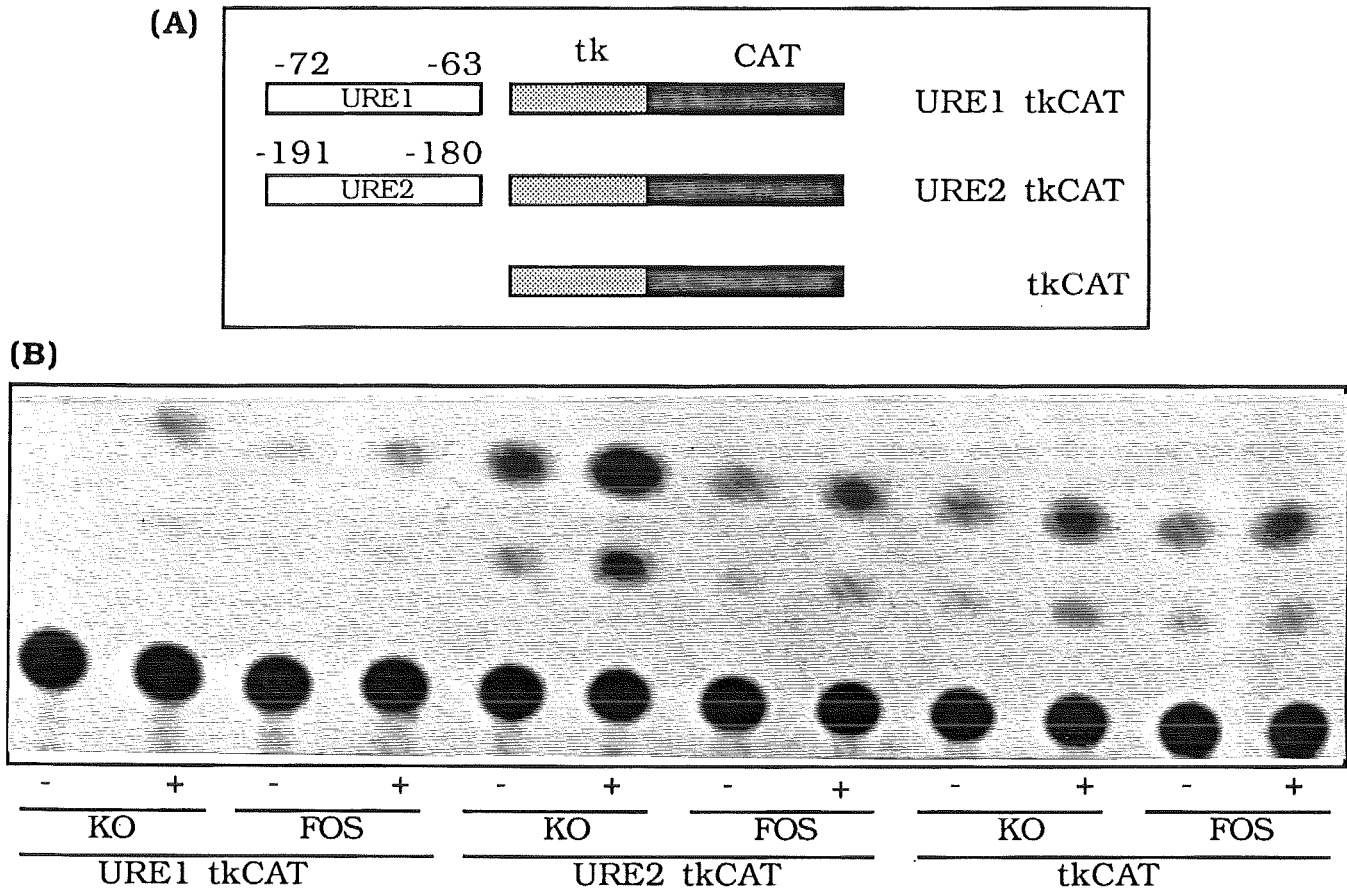 (A)
tk CAT
-72 -63
URE1
URE1 tkCAT
-191 -180
URE2
URE2 tkCAT
tkCAT
(B)
- + - + - + - + - + - +
KO FOS KO FOS KO FOS
URE1 tkCAT URE2 tkCAT tkCAT